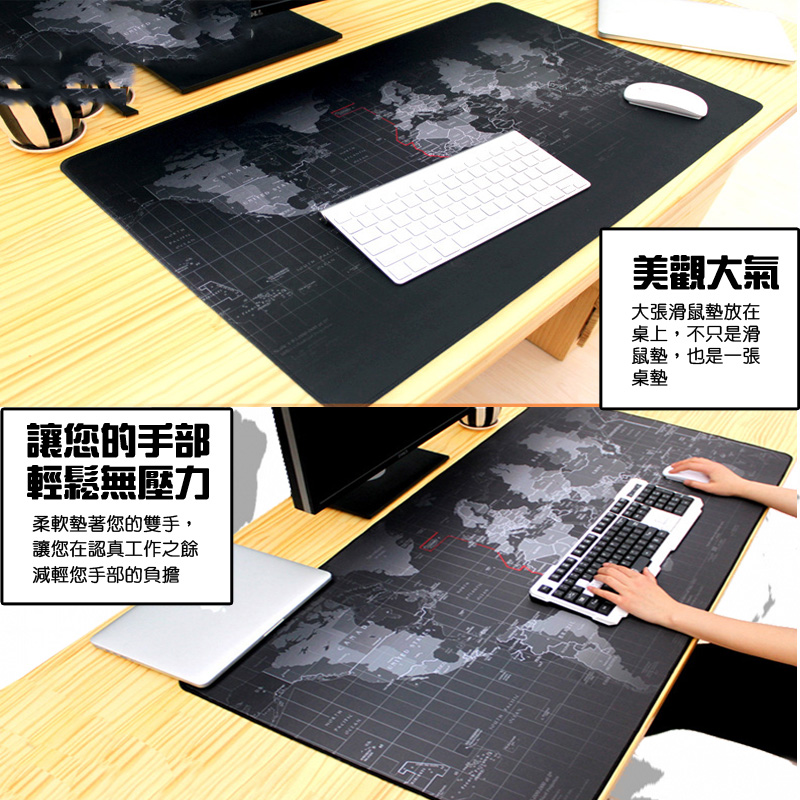 美觀大氣
大張滑鼠墊放在
桌上，不只是滑
鼠墊，也是一張
桌墊
讓您的手部
輕鬆無壓力
柔軟墊著您的雙手，
讓您在認真工作之餘
減輕您手部的負擔